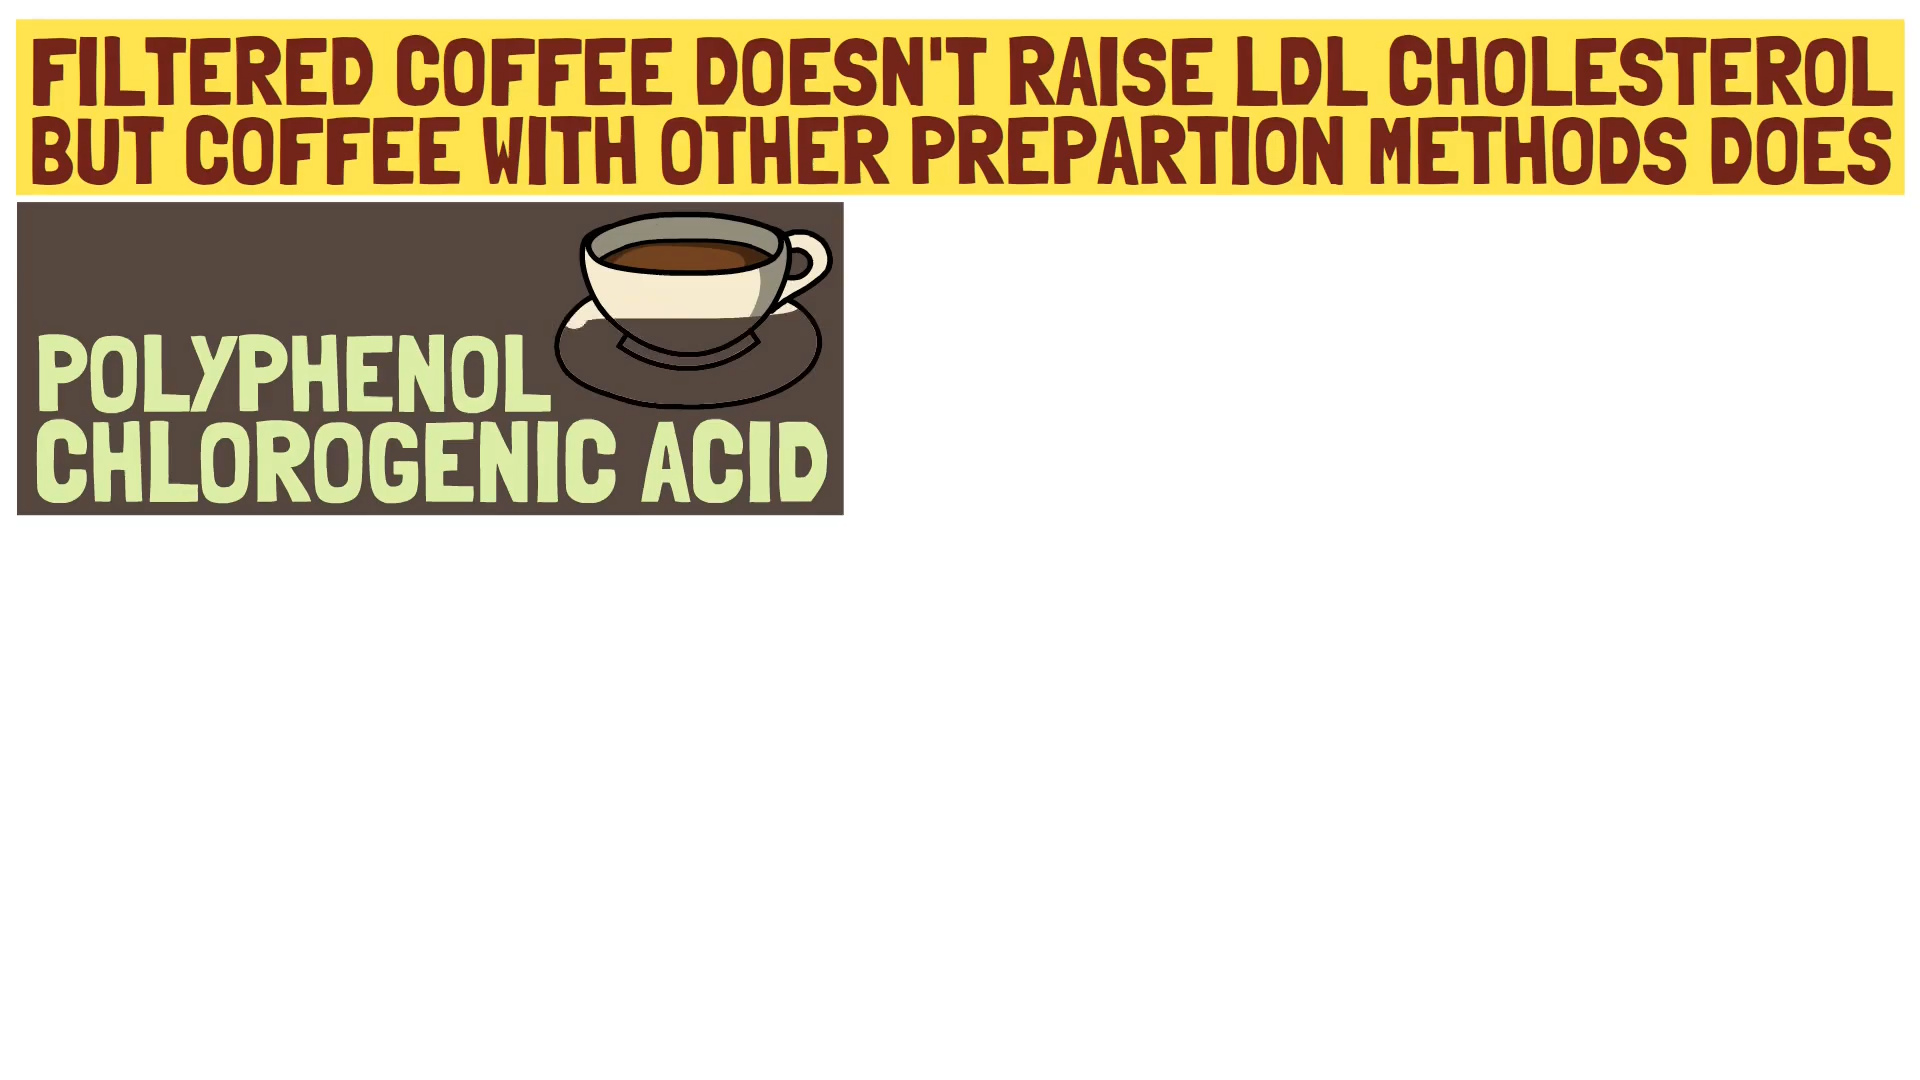 FILTERED COFFEE DOESN'T RAISE LDL CHOLESTEROL
BUT COFFEE WITH OTHER PREPARTION METHODS DOES
POLYPHENOL
CHLOROGENIC ACID